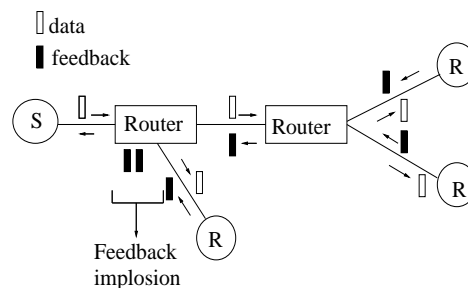 data
feedback
R
S
Router
Router
R
R
Feedback
implosion